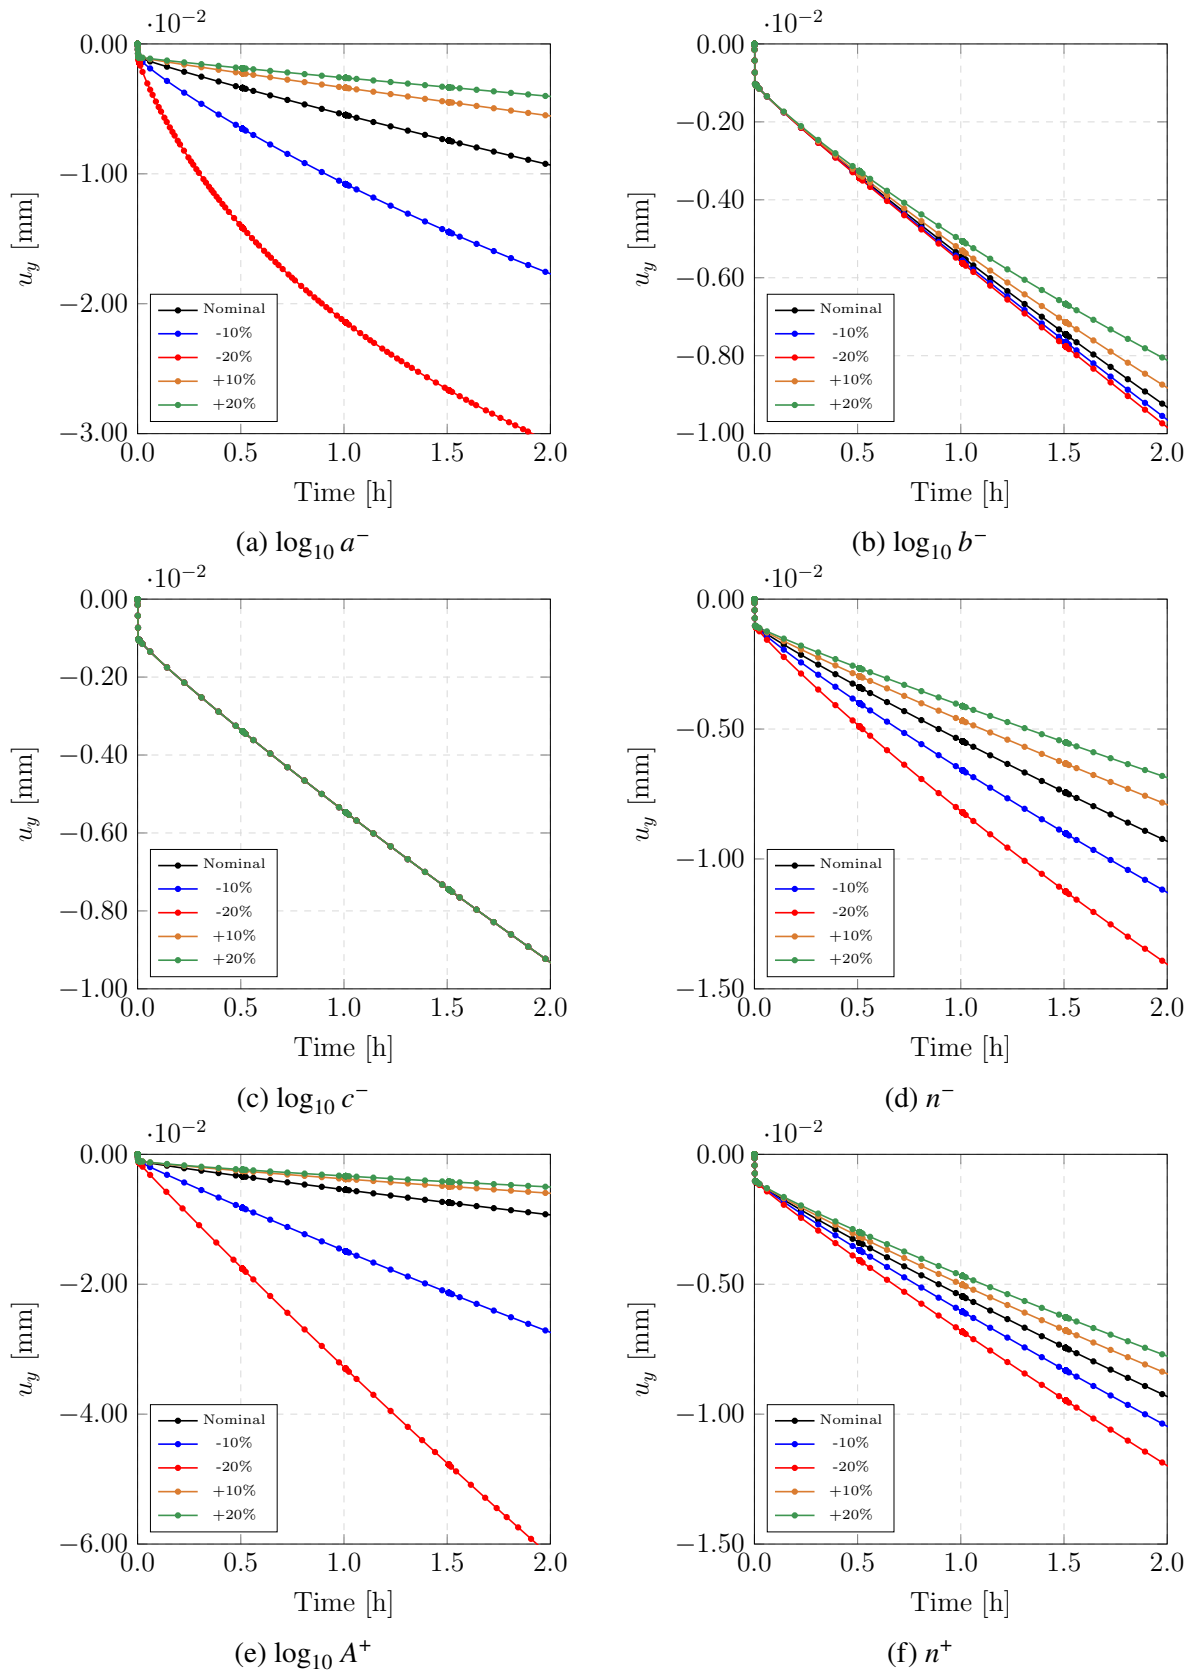 ·10⁻²
0.00
−1.00
−2.00
−3.00
u_y [mm]
Nominal
-10%
-20%
+10%
+20%
0.0 0.5 1.0 1.5 2.0
Time [h]
(a) log₁₀ a⁻
·10⁻²
0.00
−0.20
−0.40
−0.60
−0.80
−1.00
u_y [mm]
Nominal
-10%
-20%
+10%
+20%
0.0 0.5 1.0 1.5 2.0
Time [h]
(b) log₁₀ b⁻
·10⁻²
0.00
−0.20
−0.40
−0.60
−0.80
−1.00
u_y [mm]
Nominal
-10%
-20%
+10%
+20%
0.0 0.5 1.0 1.5 2.0
Time [h]
(c) log₁₀ c⁻
·10⁻²
0.00
−0.50
−1.00
−1.50
u_y [mm]
Nominal
-10%
-20%
+10%
+20%
0.0 0.5 1.0 1.5 2.0
Time [h]
(d) n⁻
·10⁻²
0.00
−2.00
−4.00
−6.00
u_y [mm]
Nominal
-10%
-20%
+10%
+20%
0.0 0.5 1.0 1.5 2.0
Time [h]
(e) log₁₀ A⁺
·10⁻²
0.00
−0.50
−1.00
−1.50
u_y [mm]
Nominal
-10%
-20%
+10%
+20%
0.0 0.5 1.0 1.5 2.0
Time [h]
(f) n⁺